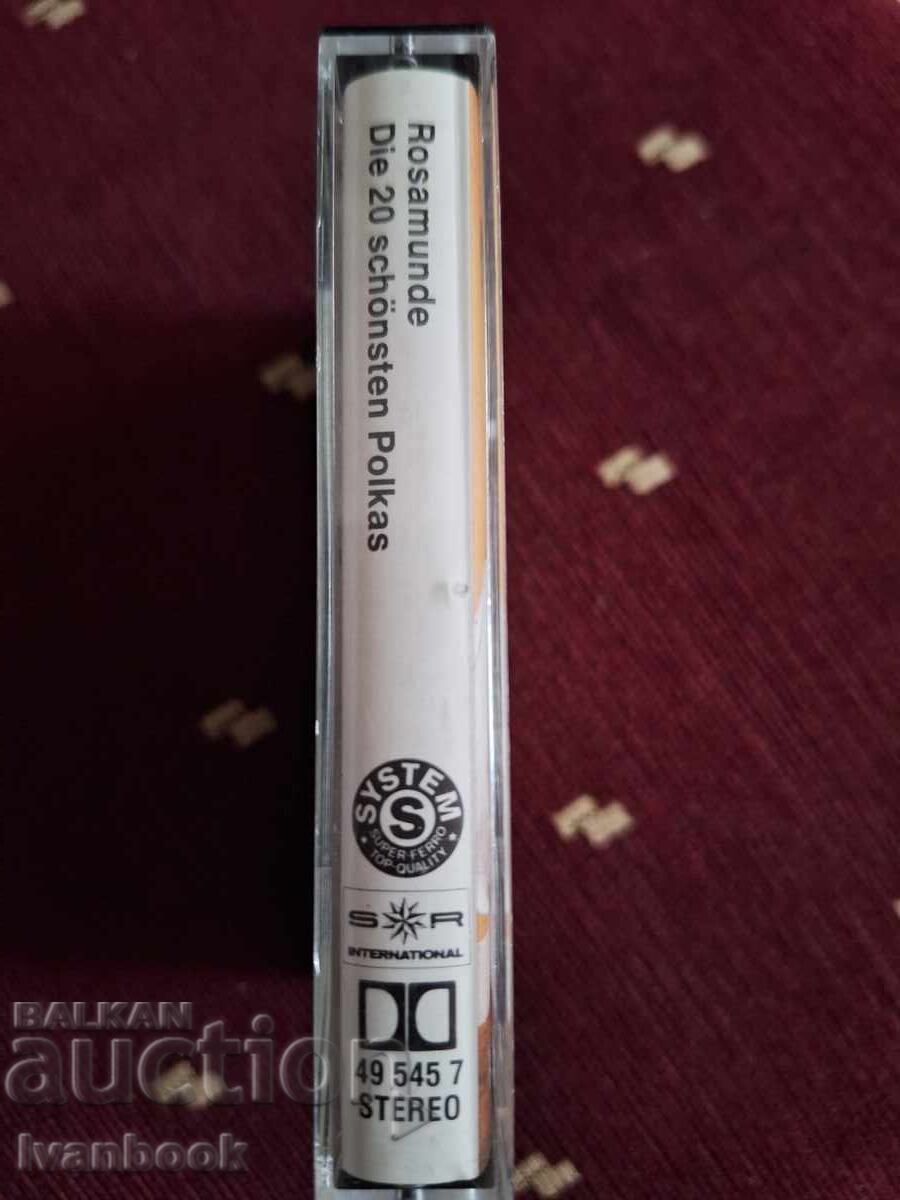 Rosamunde
Die 20 schönsten Polkas
SYSTEM
S
SUPER-FERRO
TOP-QUALITY
S R
INTERNATIONAL
49 545 7
STEREO
BALKAN
auction
Ivanbook